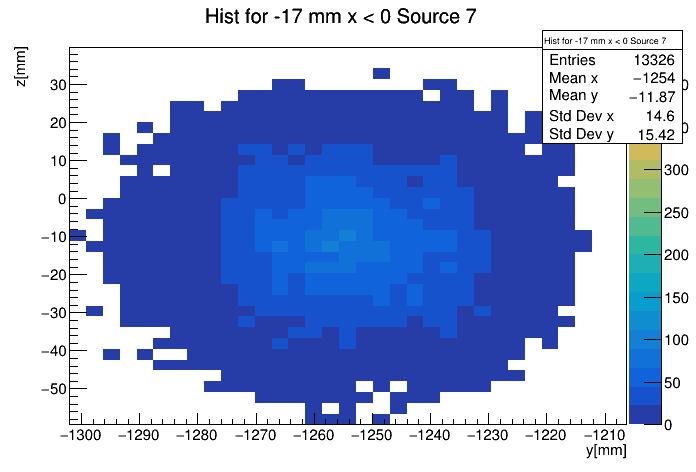 Hist for -17 mm x < 0 Source 7
Hist for -17 mm x < 0 Source 7
Entries 13326
Mean x −1254
Mean y −11.87
Std Dev x 14.6
Std Dev y 15.42
z[mm]
30
20
10
0
−10
−20
−30
−40
−50
−1300 −1290 −1280 −1270 −1260 −1250 −1240 −1230 −1220 −1210
y[mm]
300
250
200
150
100
50
0